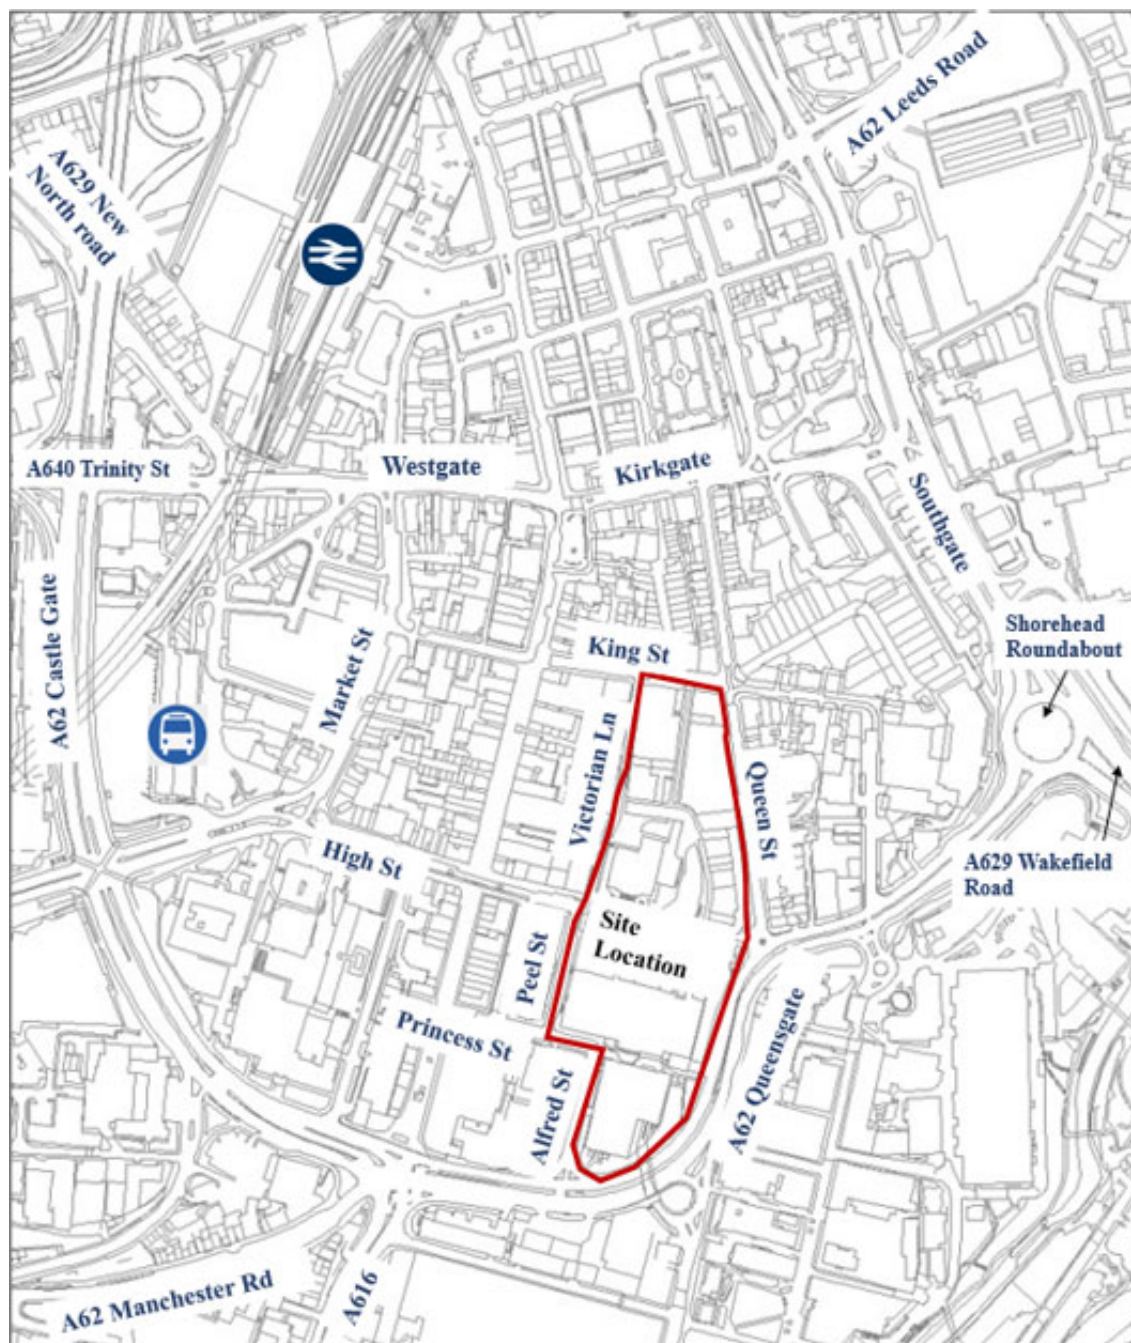 A62 Leeds Road
A629 New
North road
A640 Trinity St
Westgate
Kirkgate
Southgate
A62 Castle Gate
Market St
King St
Shorehead
Roundabout
Victorian Ln
Queen St
High St
A629 Wakefield
Road
Site
Location
Peel St
Princess St
A62 Queensgate
Alfred St
A62 Manchester Rd
A616